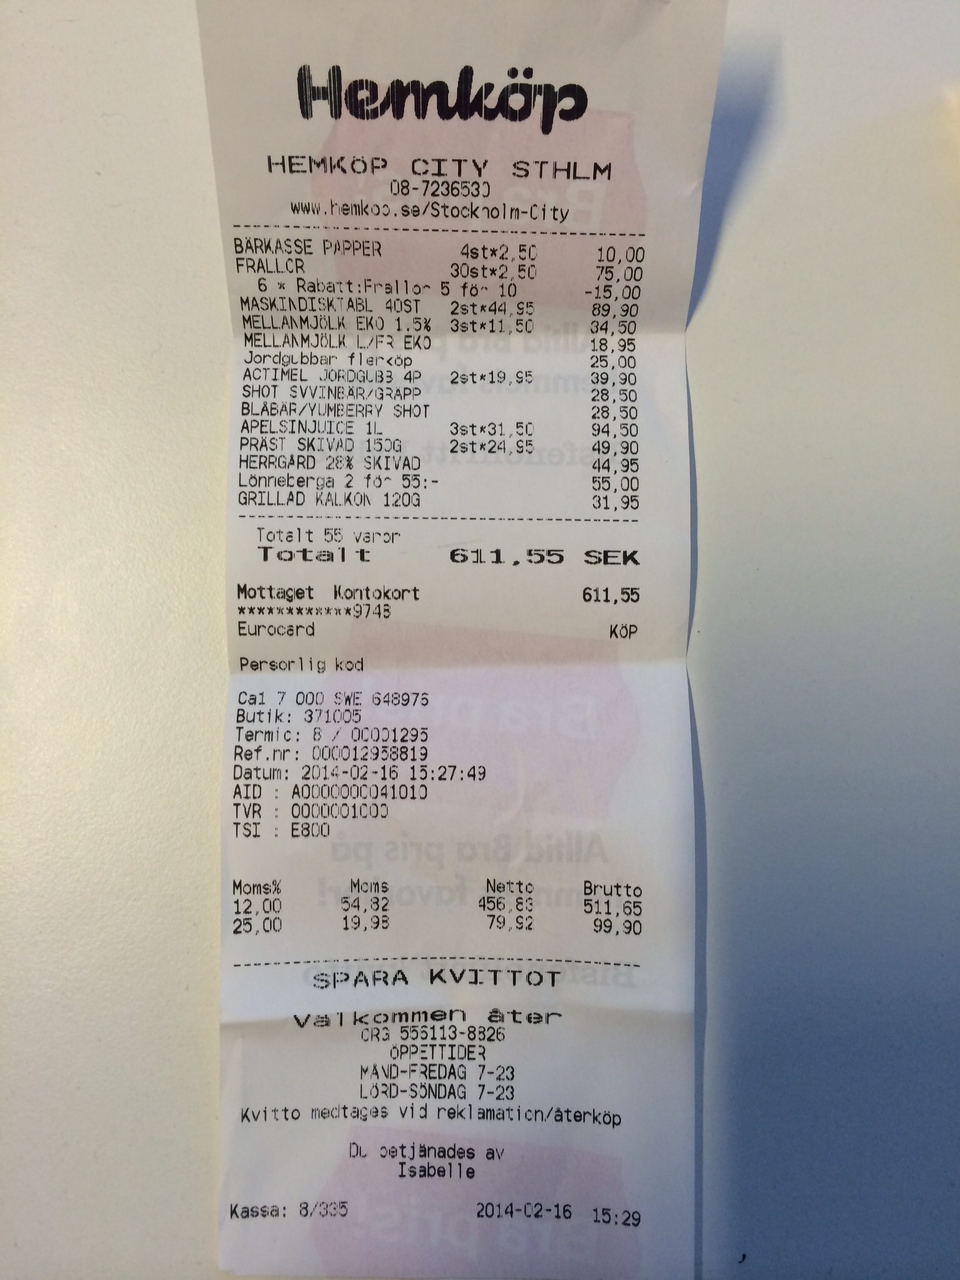 Hemköp
HEMKÖP CITY STHLM
08-7236530
www.hemkop.se/Stockholm-City
BÄRKASSE PAPPER 4st*2,50 10,00
FRALLOR 30st*2,50 75,00
6 * Rabatt:Frallor 5 för 10 -15,00
MASKINDISKTABL 40ST 2st*44,95 89,90
MELLANMJÖLK EKO 1,5% 3st*11,50 34,50
MELLANMJÖLK L/FR EKO 18,95
Jordgubbar flerköp 25,00
ACTIMEL JORDGUBB 4P 2st*19,95 39,90
SHOT SVVINBÄR/GRAPP 28,50
BLÅBÄR/YUMBERRY SHOT 28,50
APELSINJUICE 1L 3st*31,50 94,50
PRÄST SKIVAD 150G 2st*24,95 49,90
HERRGÅRD 28% SKIVAD 44,95
Lönneberga 2 för 55:- 55,00
GRILLAD KALKON 120G 31,95
Totalt 55 varor
Totalt 611,55 SEK
Mottaget Kontokort 611,55
************9748
Eurocard KÖP
Personlig kod
Ca1 7 000 SWE 648975
Butik: 371005
Termid: 8 / 00001295
Ref.nr: 000012958819
Datum: 2014-02-16 15:27:49
AID : A0000000041010
TVR : 0000001000
TSI : E800
Moms% Moms Netto Brutto
12,00 54,82 456,83 511,65
25,00 19,98 79,92 99,90
SPARA KVITTOT
Välkommen åter
ORG 556113-8826
ÖPPETTIDER
MÅND-FREDAG 7-23
LÖRD-SÖNDAG 7-23
Kvitto medtages vid reklamation/återköp
Du betjänades av
Isabelle
Kassa: 8/335 2014-02-16 15:29